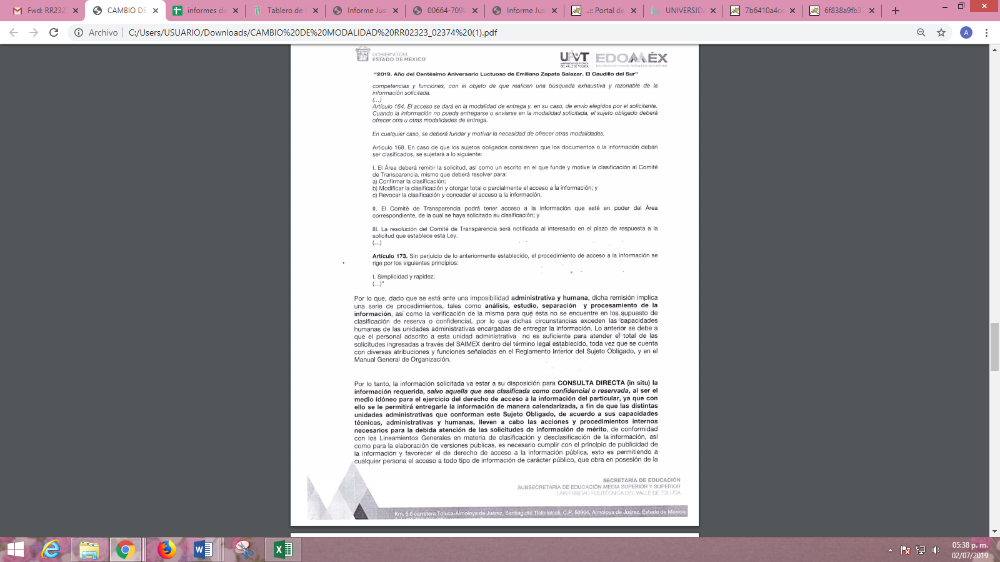 Fwd: RR232
CAMBIO DE
informes dia
Tablero de S
Informe Jus
00664-709U
Informe Jus
..:: Portal de
UNIVERSIDA
7b6410a4ce
6f838a9fb3
Archivo | C:/Users/USUARIO/Downloads/CAMBIO%20DE%20MODALIDAD%20RR02323_02374%20(1).pdf
A
GOBIERNO DEL
ESTADO DE MÉXICO
UPVT
UNIVERSIDAD POLITÉCNICA
DEL VALLE DE TOLUCA
EDOMÉX
"2019. Año del Centésimo Aniversario Luctuoso de Emiliano Zapata Salazar. El Caudillo del Sur"
competencias y funciones, con el objeto de que realicen una búsqueda exhaustiva y razonable de la
información solicitada.
(...)
Artículo 164. El acceso se dará en la modalidad de entrega y, en su caso, de envío elegidos por el solicitante.
Cuando la información no pueda entregarse o enviarse en la modalidad solicitada, el sujeto obligado deberá
ofrecer otra u otras modalidades de entrega.
En cualquier caso, se deberá fundar y motivar la necesidad de ofrecer otras modalidades.
Artículo 168. En caso de que los sujetos obligados consideren que los documentos o la información deban
ser clasificados, se sujetará a lo siguiente:
I. El Área deberá remitir la solicitud, así como un escrito en el que funde y motive la clasificación al Comité
de Transparencia, mismo que deberá resolver para:
a) Confirmar la clasificación;
b) Modificar la clasificación y otorgar total o parcialmente el acceso a la información; y
c) Revocar la clasificación y conceder el acceso a la información.
II. El Comité de Transparencia podrá tener acceso a la información que esté en poder del Área
correspondiente, de la cual se haya solicitado su clasificación; y
III. La resolución del Comité de Transparencia será notificada al interesado en el plazo de respuesta a la
solicitud que establece esta Ley.
(...)
Artículo 173. Sin perjuicio de lo anteriormente establecido, el procedimiento de acceso a la información se
rige por los siguientes principios:
I. Simplicidad y rapidez;
(...)"
Por lo que, dado que se está ante una imposibilidad administrativa y humana, dicha remisión implica
una serie de procedimientos, tales como análisis, estudio, separación y procesamiento de la
información, así como la verificación de la misma para que ésta no se encuentre en los supuesto de
clasificación de reserva o confidencial, por lo que dichas circunstancias exceden las capacidades
humanas de las unidades administrativas encargadas de entregar la información. Lo anterior se debe a
que el personal adscrito a esta unidad administrativa no es suficiente para atender el total de las
solicitudes ingresadas a través del SAIMEX dentro del término legal establecido, toda vez que se cuenta
con diversas atribuciones y funciones señaladas en el Reglamento Interior del Sujeto Obligado, y en el
Manual General de Organización.
Por lo tanto, la información solicitada va estar a su disposición para CONSULTA DIRECTA (in situ) la
información requerida, salvo aquella que sea clasificada como confidencial o reservada, al ser el
medio idóneo para el ejercicio del derecho de acceso a la información del particular, ya que con
ello se le permitirá entregarle la información de manera calendarizada, a fin de que las distintas
unidades administrativas que conforman este Sujeto Obligado, de acuerdo a sus capacidades
técnicas, administrativas y humanas, lleven a cabo las acciones y procedimientos internos
necesarios para la debida atención de las solicitudes de información de mérito, de conformidad
con los Lineamientos Generales en materia de clasificación y desclasificación de la información, así
como para la elaboración de versiones públicas, es necesario cumplir con el principio de publicidad de
la información y favorecer el de derecho de acceso a la información pública, esto es permitiendo a
cualquier persona el acceso a todo tipo de información de carácter público, que obra en posesión de la
SECRETARÍA DE EDUCACIÓN
SUBSECRETARÍA DE EDUCACIÓN MEDIA SUPERIOR Y SUPERIOR
UNIVERSIDAD POLITÉCNICA DEL VALLE DE TOLUCA
Km. 5.6 carretera Toluca-Almoloya de Juárez, Santiaguito Tlalcilalcali, C.P. 50904, Almoloya de Juárez, Estado de México.
05:38 p. m.
02/07/2019